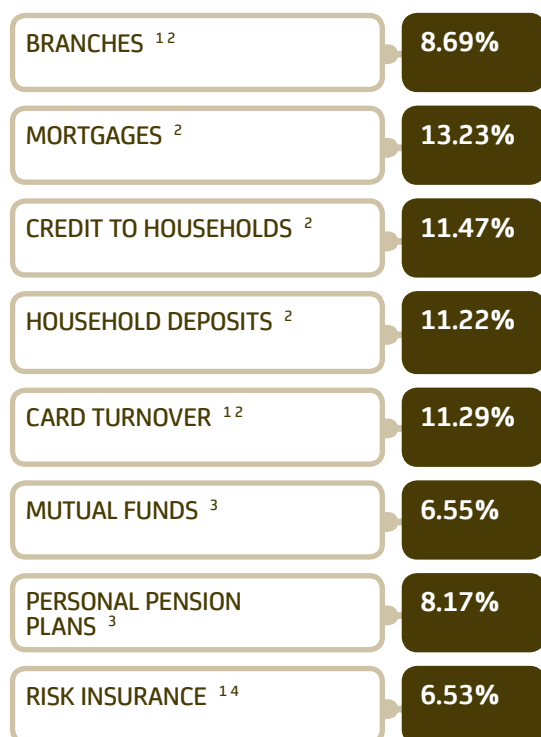 BRANCHES 1 2 8.69%
MORTGAGES 2 13.23%
CREDIT TO HOUSEHOLDS 2 11.47%
HOUSEHOLD DEPOSITS 2 11.22%
CARD TURNOVER 1 2 11.29%
MUTUAL FUNDS 3 6.55%
PERSONAL PENSION 8.17%
PLANS 3
RISK INSURANCE 1 4 6.53%